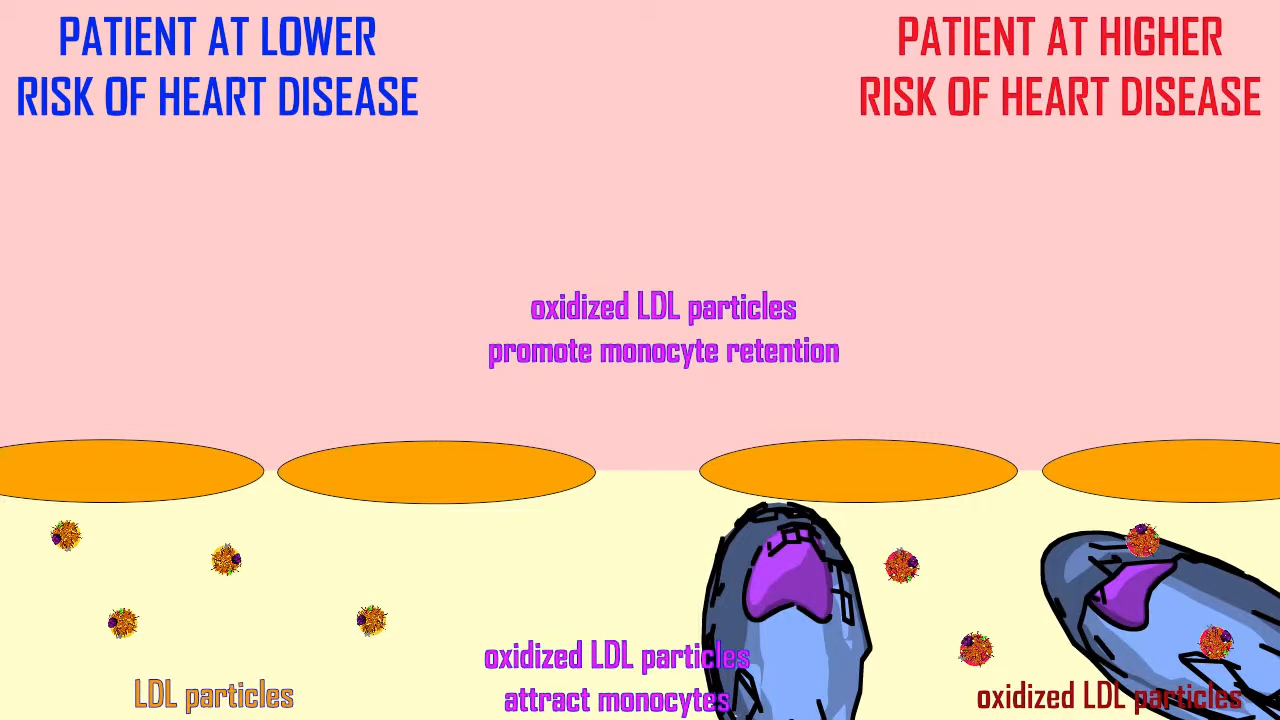 PATIENT AT LOWER
RISK OF HEART DISEASE
PATIENT AT HIGHER
RISK OF HEART DISEASE
oxidized LDL particles
promote monocyte retention
oxidized LDL particles
attract monocytes
LDL particles
oxidized LDL particles